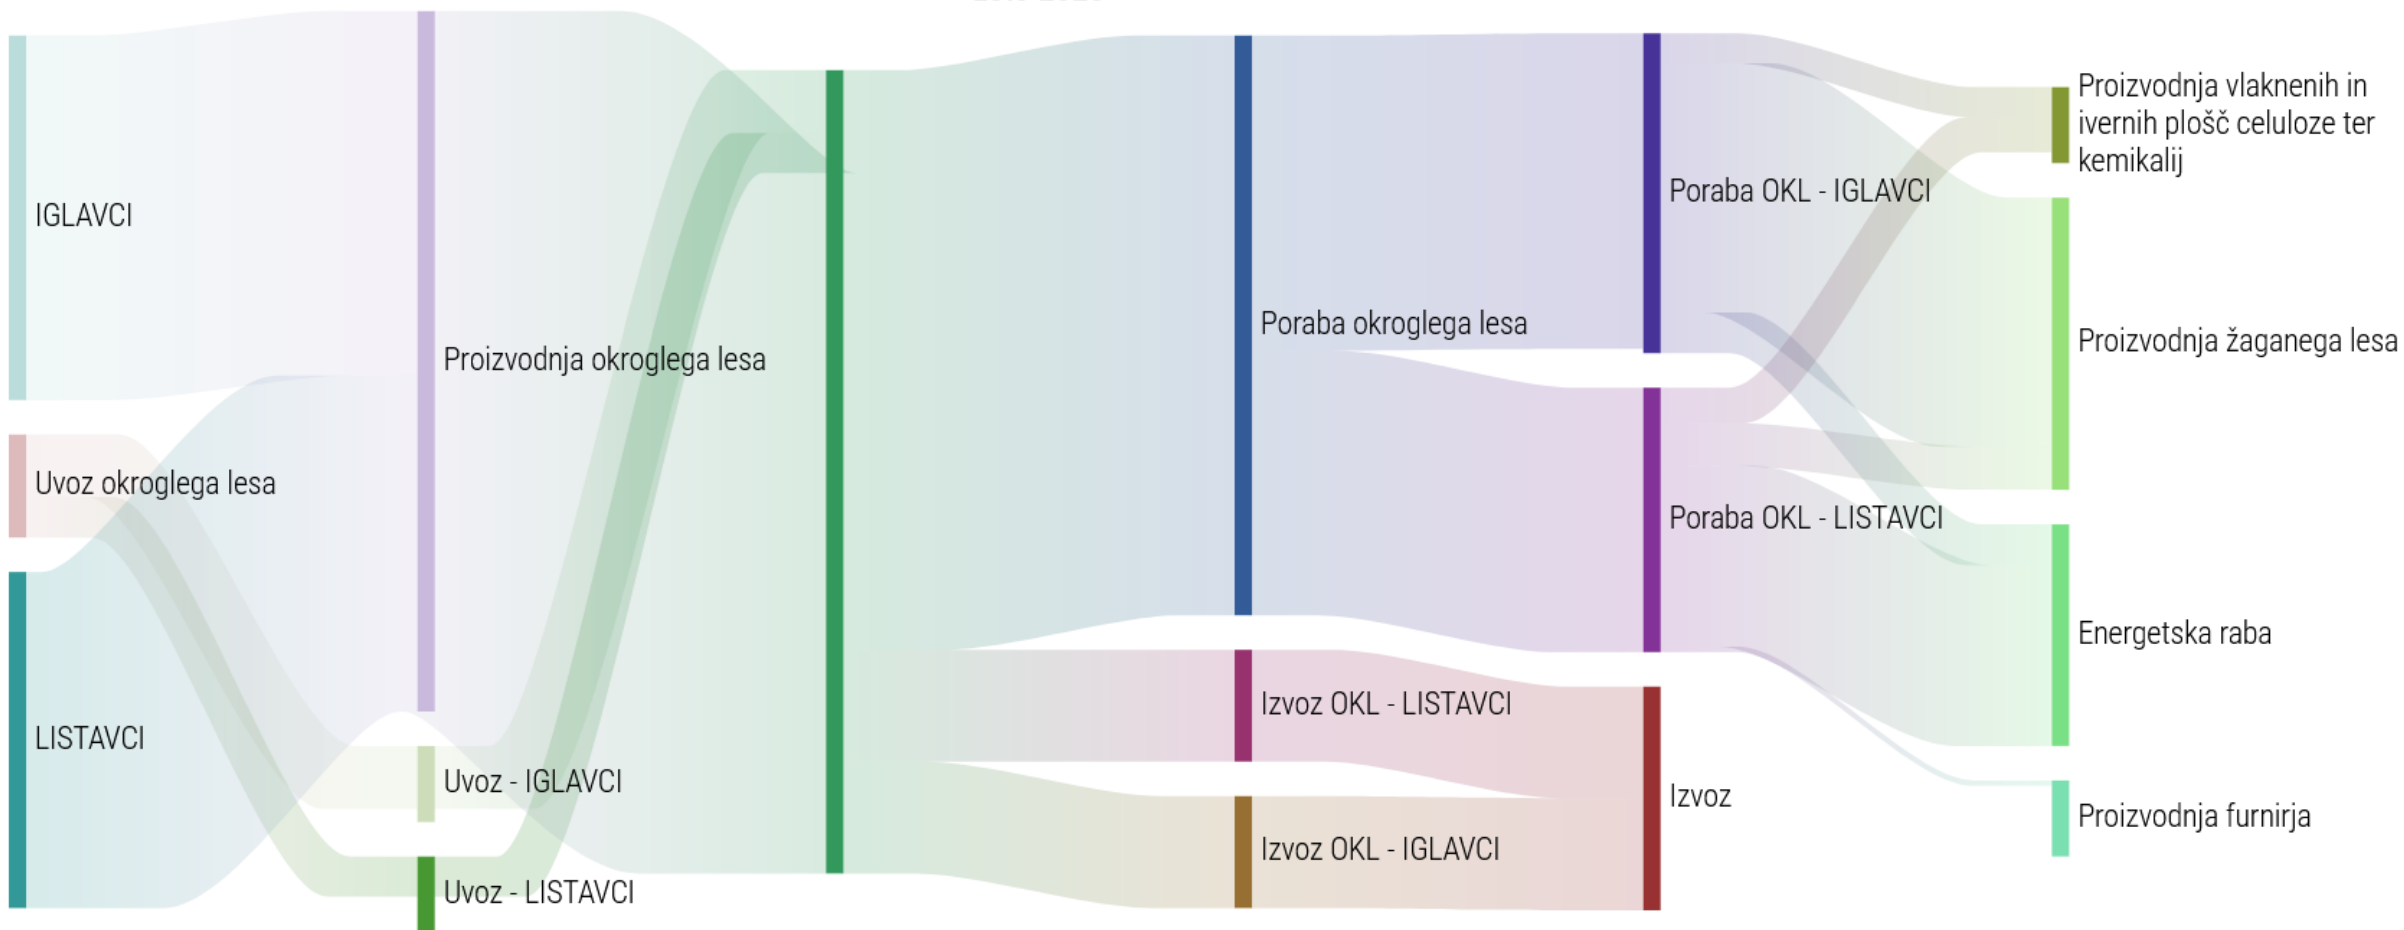 IGLAVCI
Uvoz okroglega lesa
LISTAVCI
Proizvodnja okroglega lesa
Uvoz - IGLAVCI
Uvoz - LISTAVCI
Poraba okroglega lesa
Izvoz OKL - LISTAVCI
Izvoz OKL - IGLAVCI
Poraba OKL - IGLAVCI
Poraba OKL - LISTAVCI
Izvoz
Proizvodnja vlaknenih in
ivernih plošč celuloze ter
kemikalij
Proizvodnja žaganega lesa
Energetska raba
Proizvodnja furnirja